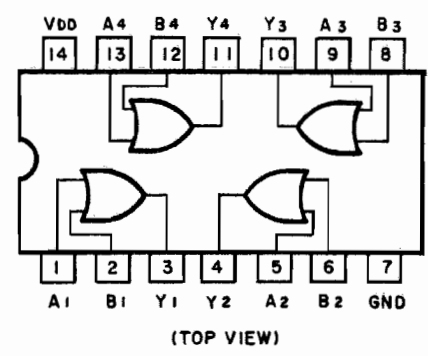 VDD A4 B4 Y4 Y3 A3 B3
14 13 12 11 10 9 8
1 2 3 4 5 6 7
A1 B1 Y1 Y2 A2 B2 GND
(TOP VIEW)